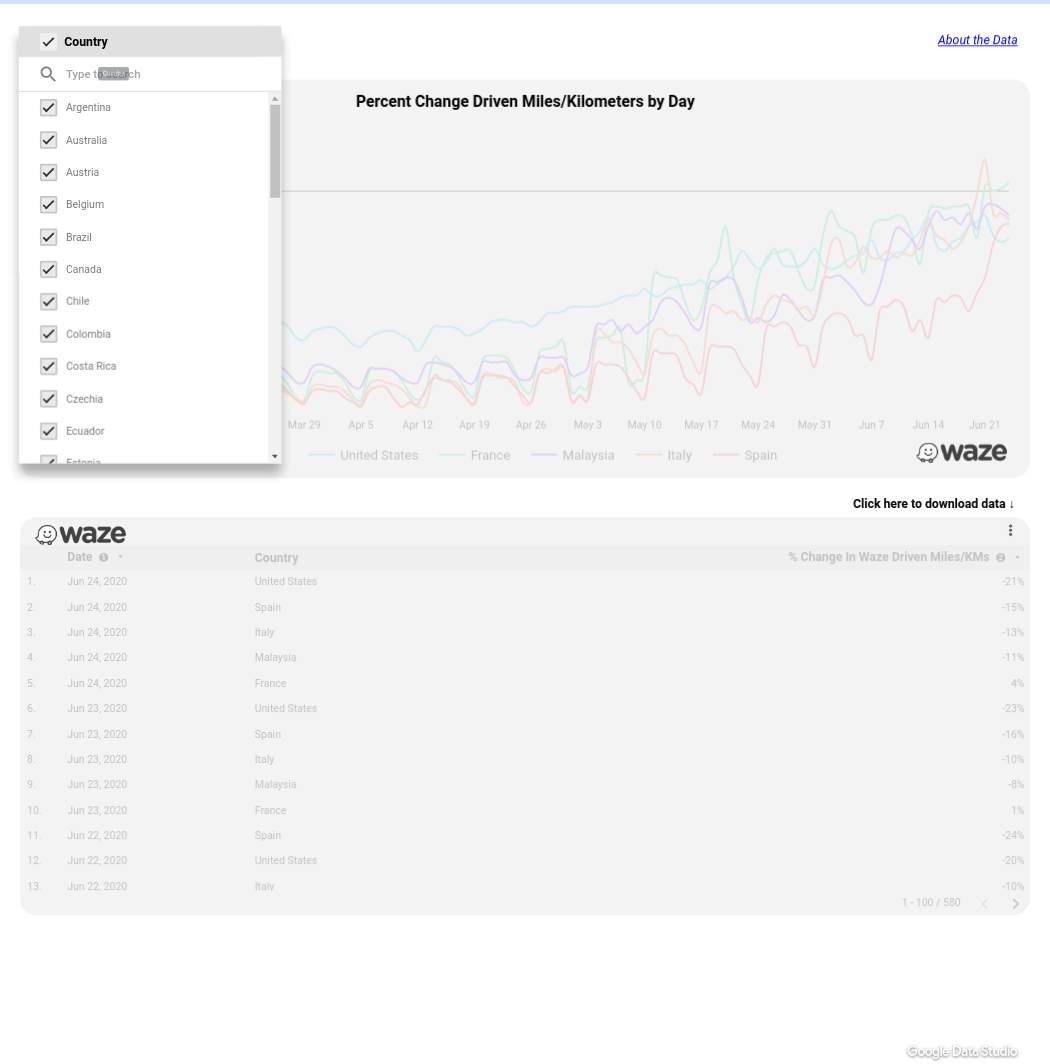 Country
About the Data
Type to search
Argentina
Australia
Austria
Belgium
Brazil
Canada
Chile
Colombia
Costa Rica
Czechia
Ecuador
Estonia
Percent Change Driven Miles/Kilometers by Day
Mar 29 Apr 5 Apr 12 Apr 19 Apr 26 May 3 May 10 May 17 May 24 May 31 Jun 7 Jun 14 Jun 21
United States France Malaysia Italy Spain
waze
Click here to download data ↓
waze
Date Country % Change In Waze Driven Miles/KMs
1. Jun 24, 2020 United States -21%
2. Jun 24, 2020 Spain -15%
3. Jun 24, 2020 Italy -13%
4. Jun 24, 2020 Malaysia -11%
5. Jun 24, 2020 France 4%
6. Jun 23, 2020 United States -23%
7. Jun 23, 2020 Spain -16%
8. Jun 23, 2020 Italy -10%
9. Jun 23, 2020 Malaysia -8%
10. Jun 23, 2020 France 1%
11. Jun 22, 2020 Spain -24%
12. Jun 22, 2020 United States -20%
13. Jun 22, 2020 Italy -10%
1 - 100 / 580
Google Data Studio